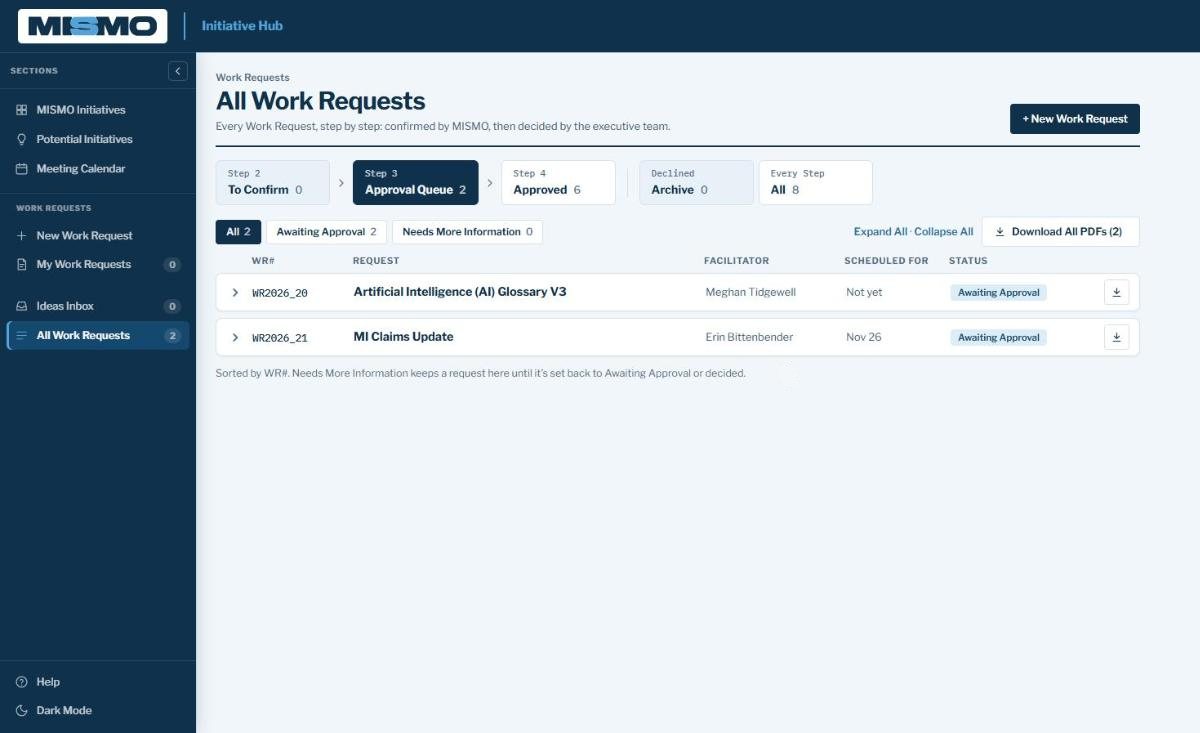 MISMO
Initiative Hub
SECTIONS
MISMO Initiatives
Potential Initiatives
Meeting Calendar
WORK REQUESTS
New Work Request
My Work Requests 0
Ideas Inbox 0
All Work Requests 2
Help
Dark Mode
Work Requests
All Work Requests
Every Work Request, step by step: confirmed by MISMO, then decided by the executive team.
+ New Work Request
Step 2
To Confirm 0
Step 3
Approval Queue 2
Step 4
Approved 6
Declined
Archive 0
Every Step
All 8
All 2
Awaiting Approval 2
Needs More Information 0
Expand All · Collapse All
Download All PDFs (2)
WR# REQUEST FACILITATOR SCHEDULED FOR STATUS
WR2026_20 Artificial Intelligence (AI) Glossary V3 Meghan Tidgewell Not yet Awaiting Approval
WR2026_21 MI Claims Update Erin Bittenbender Nov 26 Awaiting Approval
Sorted by WR#. Needs More Information keeps a request here until it's set back to Awaiting Approval or decided.